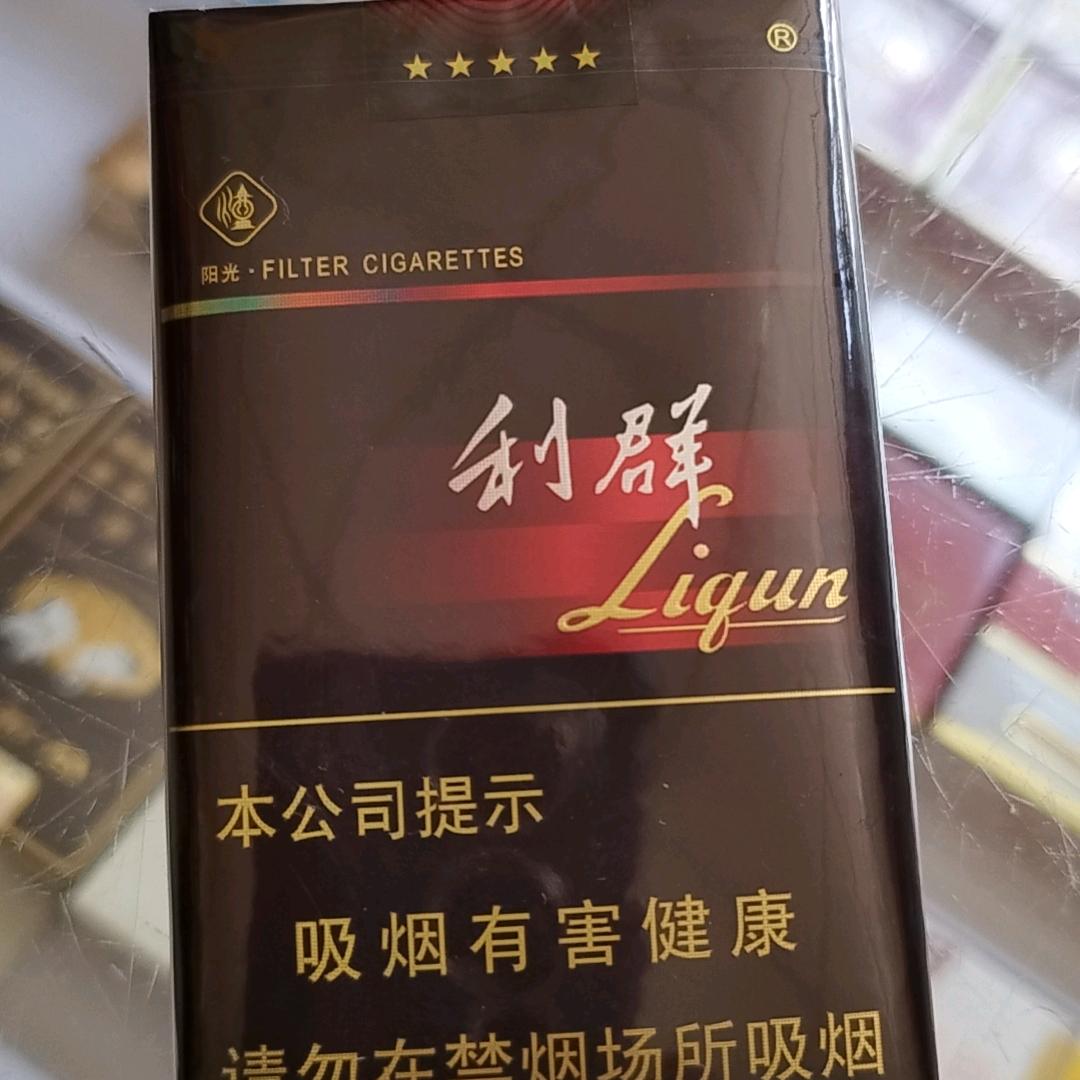 ★★★★★
®
阳光·FILTER CIGARETTES
利群
Liqun
本公司提示
吸烟有害健康
请勿在禁烟场所吸烟